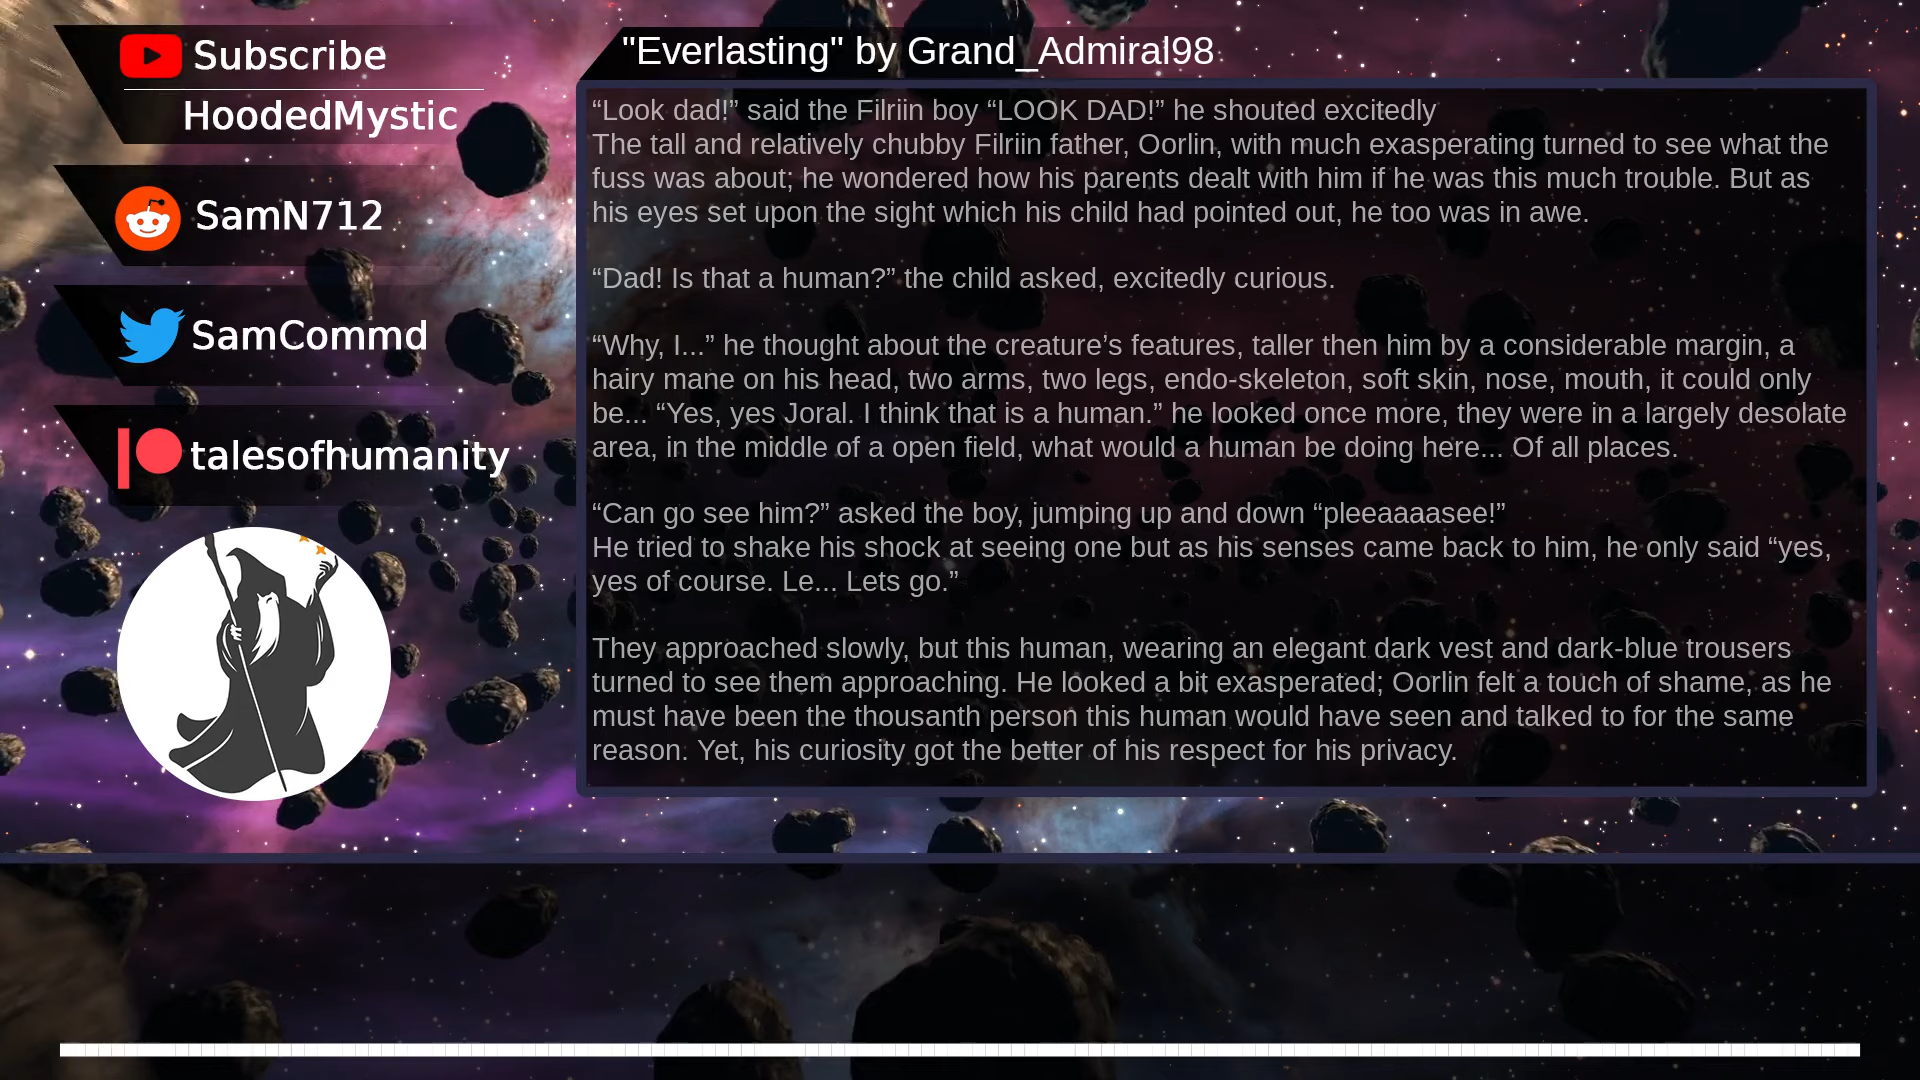 Subscribe
HoodedMystic
SamN712
SamCommd
talesofhumanity
"Everlasting" by Grand_Admiral98
“Look dad!” said the Filriin boy “LOOK DAD!” he shouted excitedly
The tall and relatively chubby Filriin father, Oorlin, with much exasperating turned to see what the
fuss was about; he wondered how his parents dealt with him if he was this much trouble. But as
his eyes set upon the sight which his child had pointed out, he too was in awe.
“Dad! Is that a human?” the child asked, excitedly curious.
“Why, I...” he thought about the creature’s features, taller then him by a considerable margin, a
hairy mane on his head, two arms, two legs, endo-skeleton, soft skin, nose, mouth, it could only
be... “Yes, yes Joral. I think that is a human.” he looked once more, they were in a largely desolate
area, in the middle of a open field, what would a human be doing here... Of all places.
“Can go see him?” asked the boy, jumping up and down “pleeaaaasee!”
He tried to shake his shock at seeing one but as his senses came back to him, he only said “yes,
yes of course. Le... Lets go.”
They approached slowly, but this human, wearing an elegant dark vest and dark-blue trousers
turned to see them approaching. He looked a bit exasperated; Oorlin felt a touch of shame, as he
must have been the thousanth person this human would have seen and talked to for the same
reason. Yet, his curiosity got the better of his respect for his privacy.